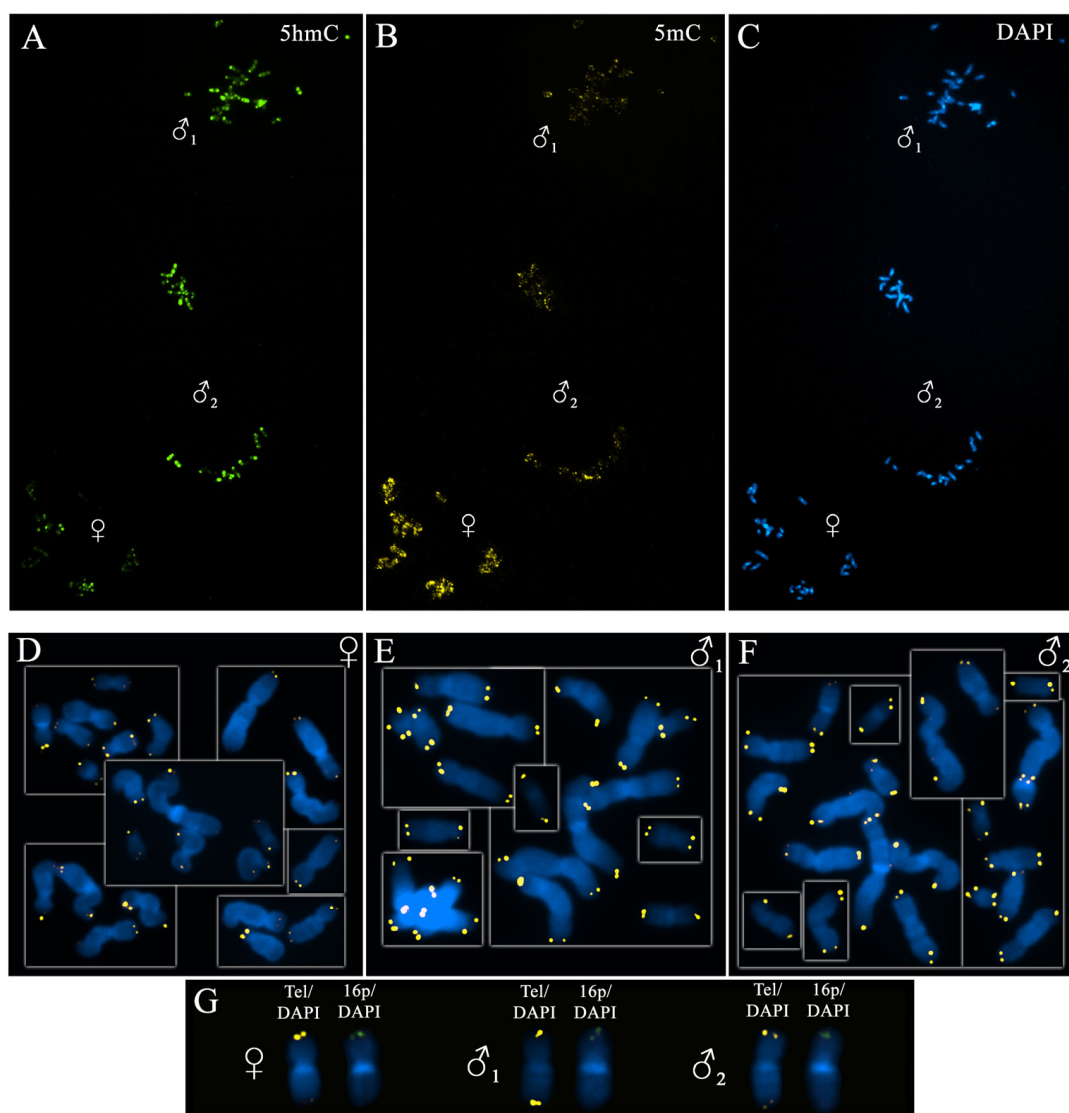 A 5hmC
B 5mC
C DAPI
♂1
♂1
♂1
♂2
♂2
♂2
♀
♀
♀
D ♀
E ♂1
F ♂2
G
Tel/ DAPI
16p/ DAPI
Tel/ DAPI
16p/ DAPI
Tel/ DAPI
16p/ DAPI
♀
♂1
♂2